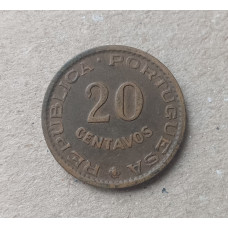 REPUBLICA · PORTUGUESA
20
CENTAVOS